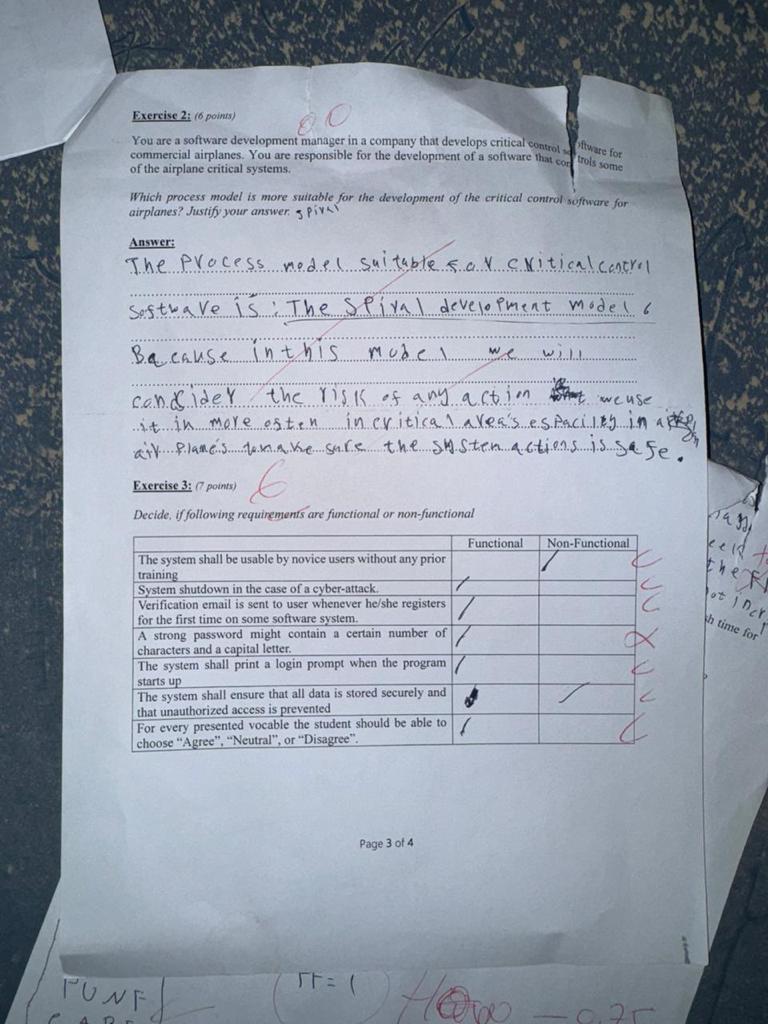 Exercise 2: (6 points)
00
You are a software development manager in a company that develops critical control software for
commercial airplanes. You are responsible for the development of a software that controls some
of the airplane critical systems.
Which process model is more suitable for the development of the critical control software for
airplanes? Justify your answer. spiral
Answer:
The Process model suitable for critical control
software is : The spiral development model
Because in this model we will
consider the risk of any action we use
it in more often in critical area's espacilly in
air plane's to make sure the system actions is safe.
Exercise 3: (7 points)
6
Decide, if following requirements are functional or non-functional
Functional Non-Functional
The system shall be usable by novice users without any prior
training
System shutdown in the case of a cyber-attack.
Verification email is sent to user whenever he/she registers
for the first time on some software system.
A strong password might contain a certain number of
characters and a capital letter.
The system shall print a login prompt when the program
starts up
The system shall ensure that all data is stored securely and
that unauthorized access is prevented
For every presented vocable the student should be able to
choose "Agree", "Neutral", or "Disagree".
Page 3 of 4
the
h time for
FUNF
FF = 1
- 0.75